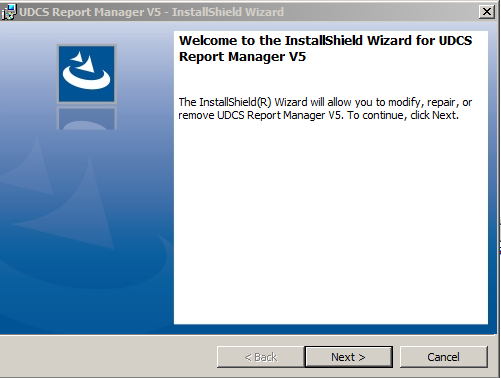 UDCS Report Manager V5 - InstallShield Wizard
Welcome to the InstallShield Wizard for UDCS
Report Manager V5
The InstallShield(R) Wizard will allow you to modify, repair, or
remove UDCS Report Manager V5. To continue, click Next.
< Back
Next >
Cancel